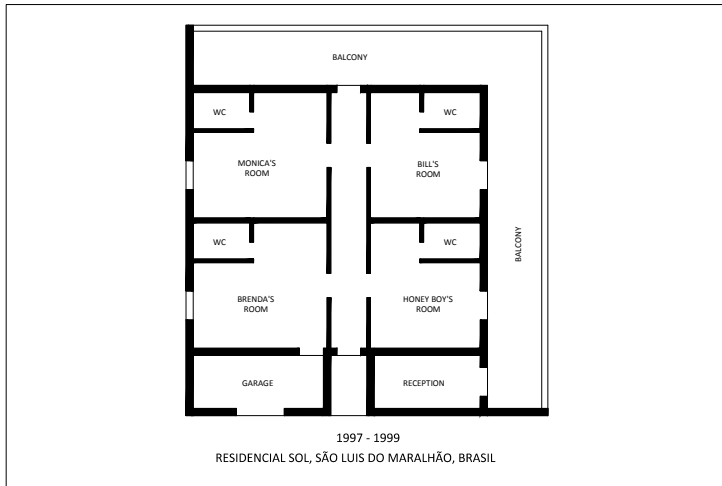 BALCONY
WC
WC
MONICA'S
ROOM
BILL'S
ROOM
WC
WC
BALCONY
BRENDA'S
ROOM
HONEY BOY'S
ROOM
GARAGE
RECEPTION
1997 - 1999
RESIDENCIAL SOL, SÃO LUIS DO MARALHÃO, BRASIL